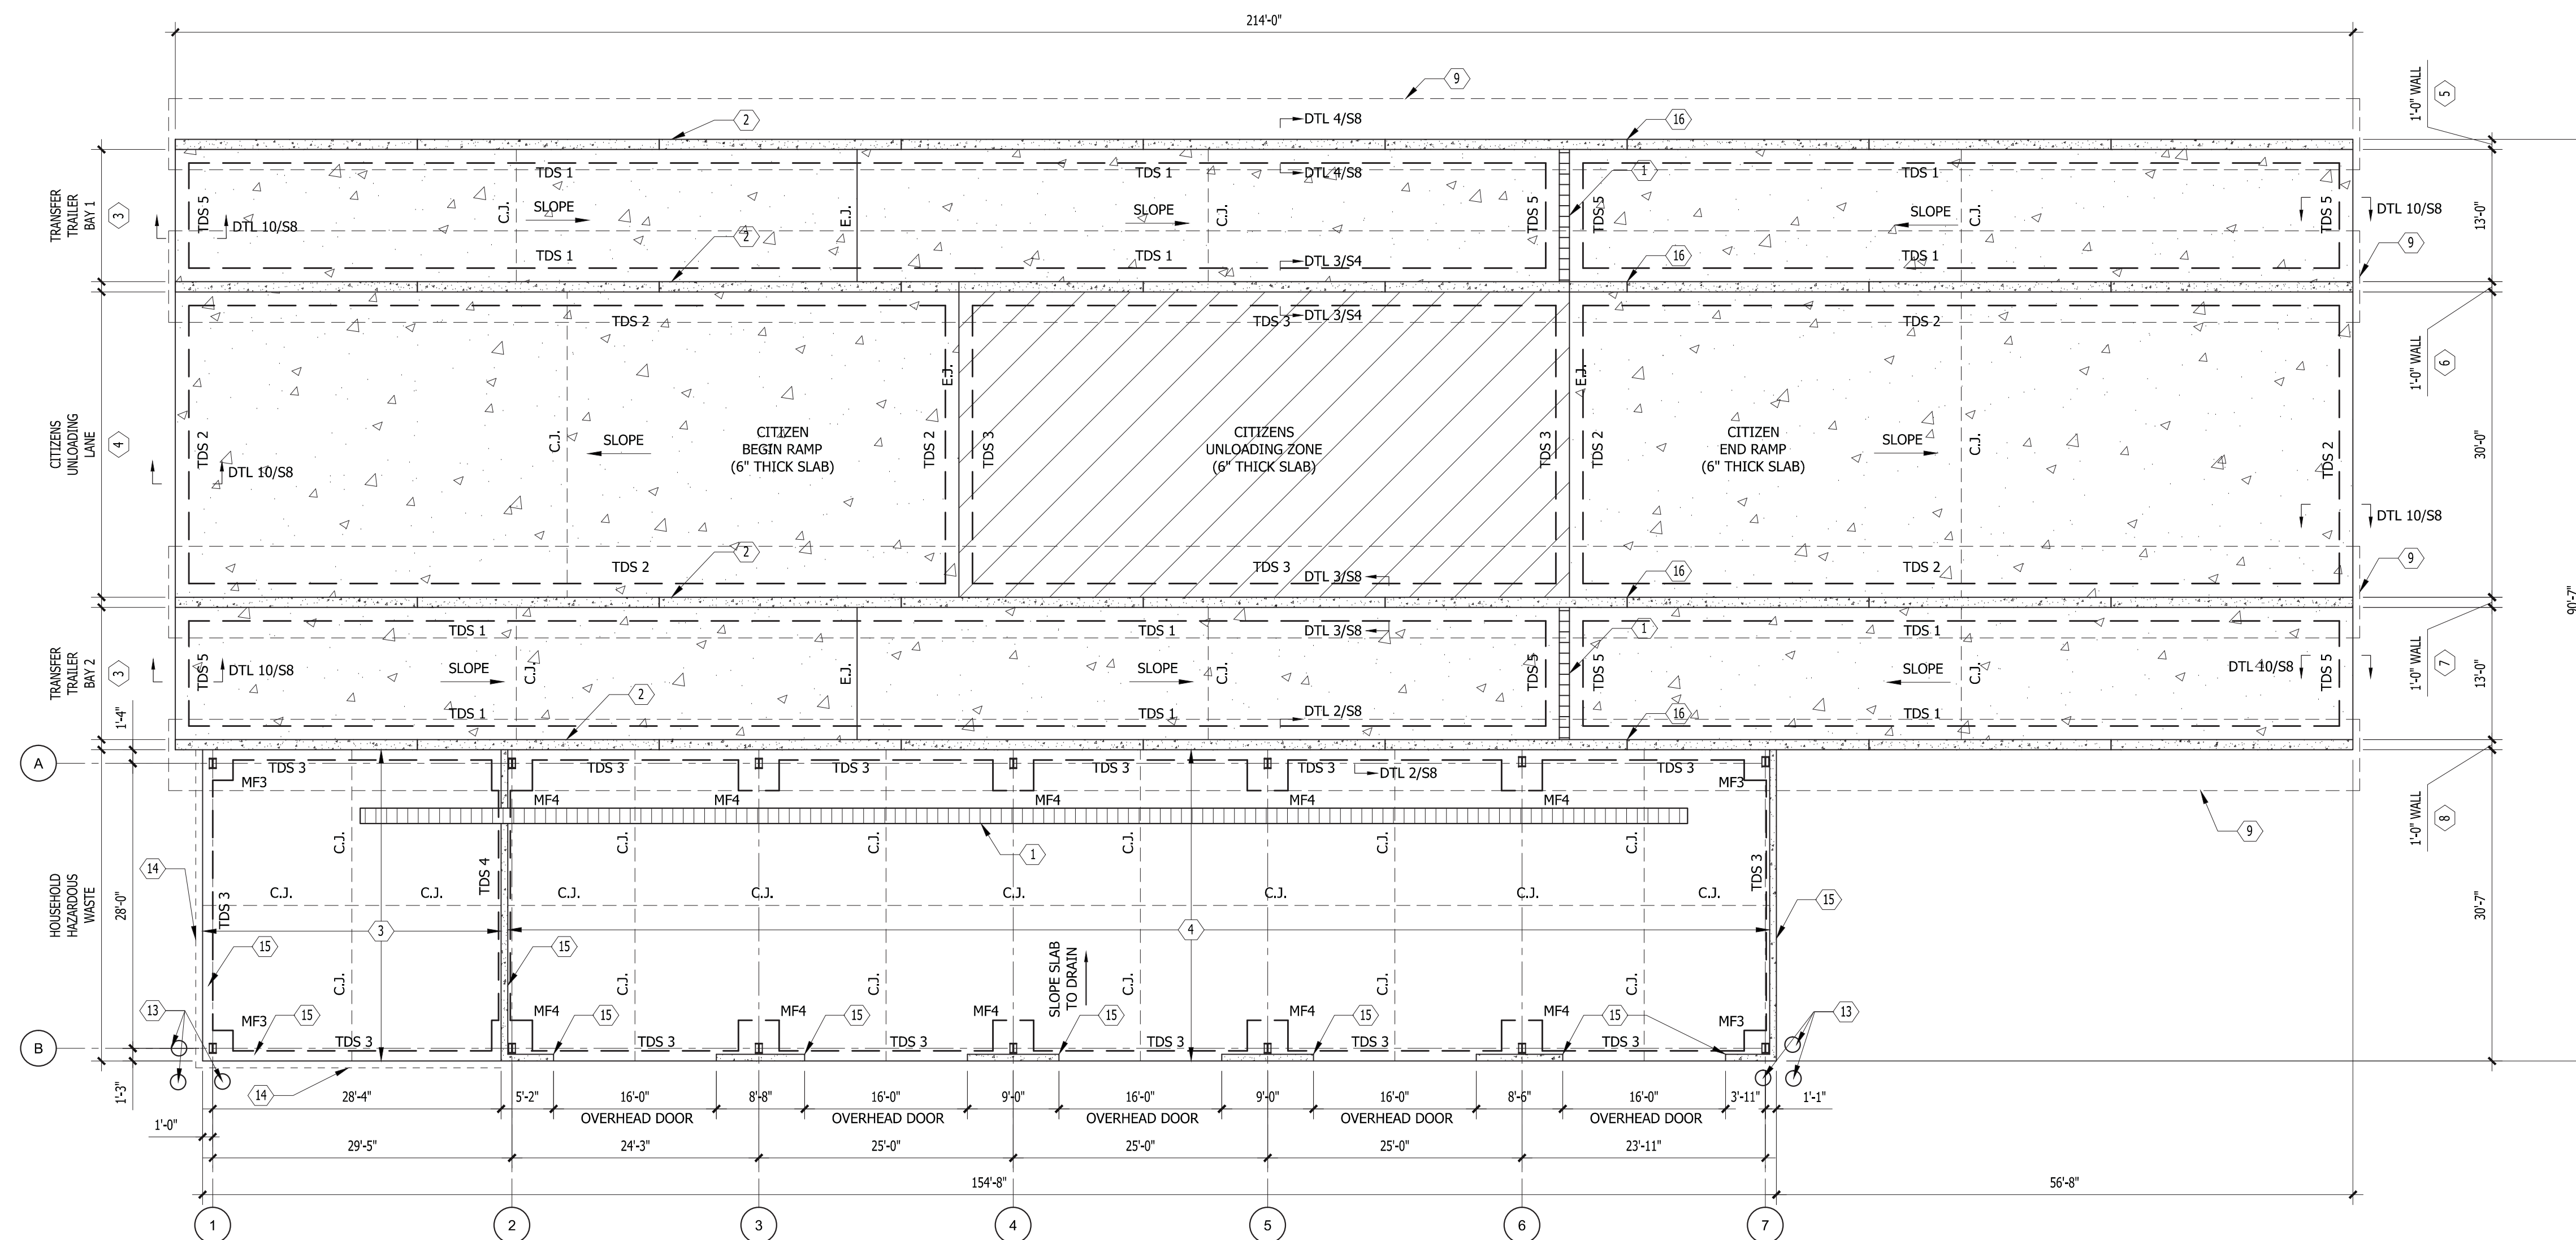 214'-0"
9
1'-0" WALL
5
DTL 4/S8
2
16
TRANSFER
TRAILER
BAY 1
3
TDS 1
TDS 1
DTL 4/S8
1
TDS 1
TDS 5
DTL 10/S8
C.J.
SLOPE
E.J.
SLOPE
C.J.
TDS 5
TDS 5
SLOPE
C.J.
TDS 5
DTL 10/S8
13'-0"
2
16
9
TDS 1
TDS 1
DTL 3/S4
TDS 1
TDS 2
TDS 3
DTL 3/S4
TDS 2
1'-0" WALL
6
CITIZENS
UNLOADING
LANE
4
TDS 2
DTL 10/S8
C.J.
SLOPE
CITIZEN
BEGIN RAMP
(6" THICK SLAB)
TDS 2
E.J.
TDS 3
CITIZENS
UNLOADING ZONE
(6" THICK SLAB)
TDS 3
E.J.
TDS 2
CITIZEN
END RAMP
(6" THICK SLAB)
SLOPE
C.J.
TDS 2
DTL 10/S8
30'-0"
90'-7"
2
16
9
TDS 2
TDS 3
DTL 3/S8
TDS 2
TDS 1
TDS 1
DTL 3/S8
1
TDS 1
TRANSFER
TRAILER
BAY 2
3
TDS 5
DTL 10/S8
SLOPE
C.J.
E.J.
SLOPE
C.J.
TDS 5
TDS 5
SLOPE
C.J.
DTL 10/S8
TDS 5
1'-0" WALL
7
13'-0"
2
16
1'-4"
TDS 1
TDS 1
DTL 2/S8
TDS 1
A
TDS 3
TDS 3
TDS 3
TDS 3
TDS 3
DTL 2/S8
TDS 3
MF3
MF3
MF4
MF4
MF4
MF4
MF4
9
1'-0" WALL
8
1
C.J.
C.J.
C.J.
C.J.
C.J.
C.J.
14
HOUSEHOLD
HAZARDOUS
WASTE
28'-0"
TDS 3
C.J.
C.J.
TDS 4
C.J.
C.J.
C.J.
C.J.
C.J.
C.J.
TDS 3
15
30'-7"
3
4
15
15
SLOPE SLAB
TO DRAIN
C.J.
C.J.
C.J.
C.J.
C.J.
C.J.
13
MF3
15
MF4
15
MF4
15
MF4
15
MF4
15
MF4
15
MF3
13
B
TDS 3
TDS 3
TDS 3
TDS 3
TDS 3
TDS 3
1'-3"
14
28'-4"
5'-2"
16'-0"
OVERHEAD DOOR
8'-8"
16'-0"
OVERHEAD DOOR
9'-0"
16'-0"
OVERHEAD DOOR
9'-0"
16'-0"
OVERHEAD DOOR
8'-6"
16'-0"
OVERHEAD DOOR
3'-11"
1'-1"
1'-0"
29'-5"
24'-3"
25'-0"
25'-0"
25'-0"
23'-11"
154'-8"
56'-8"
1
2
3
4
5
6
7